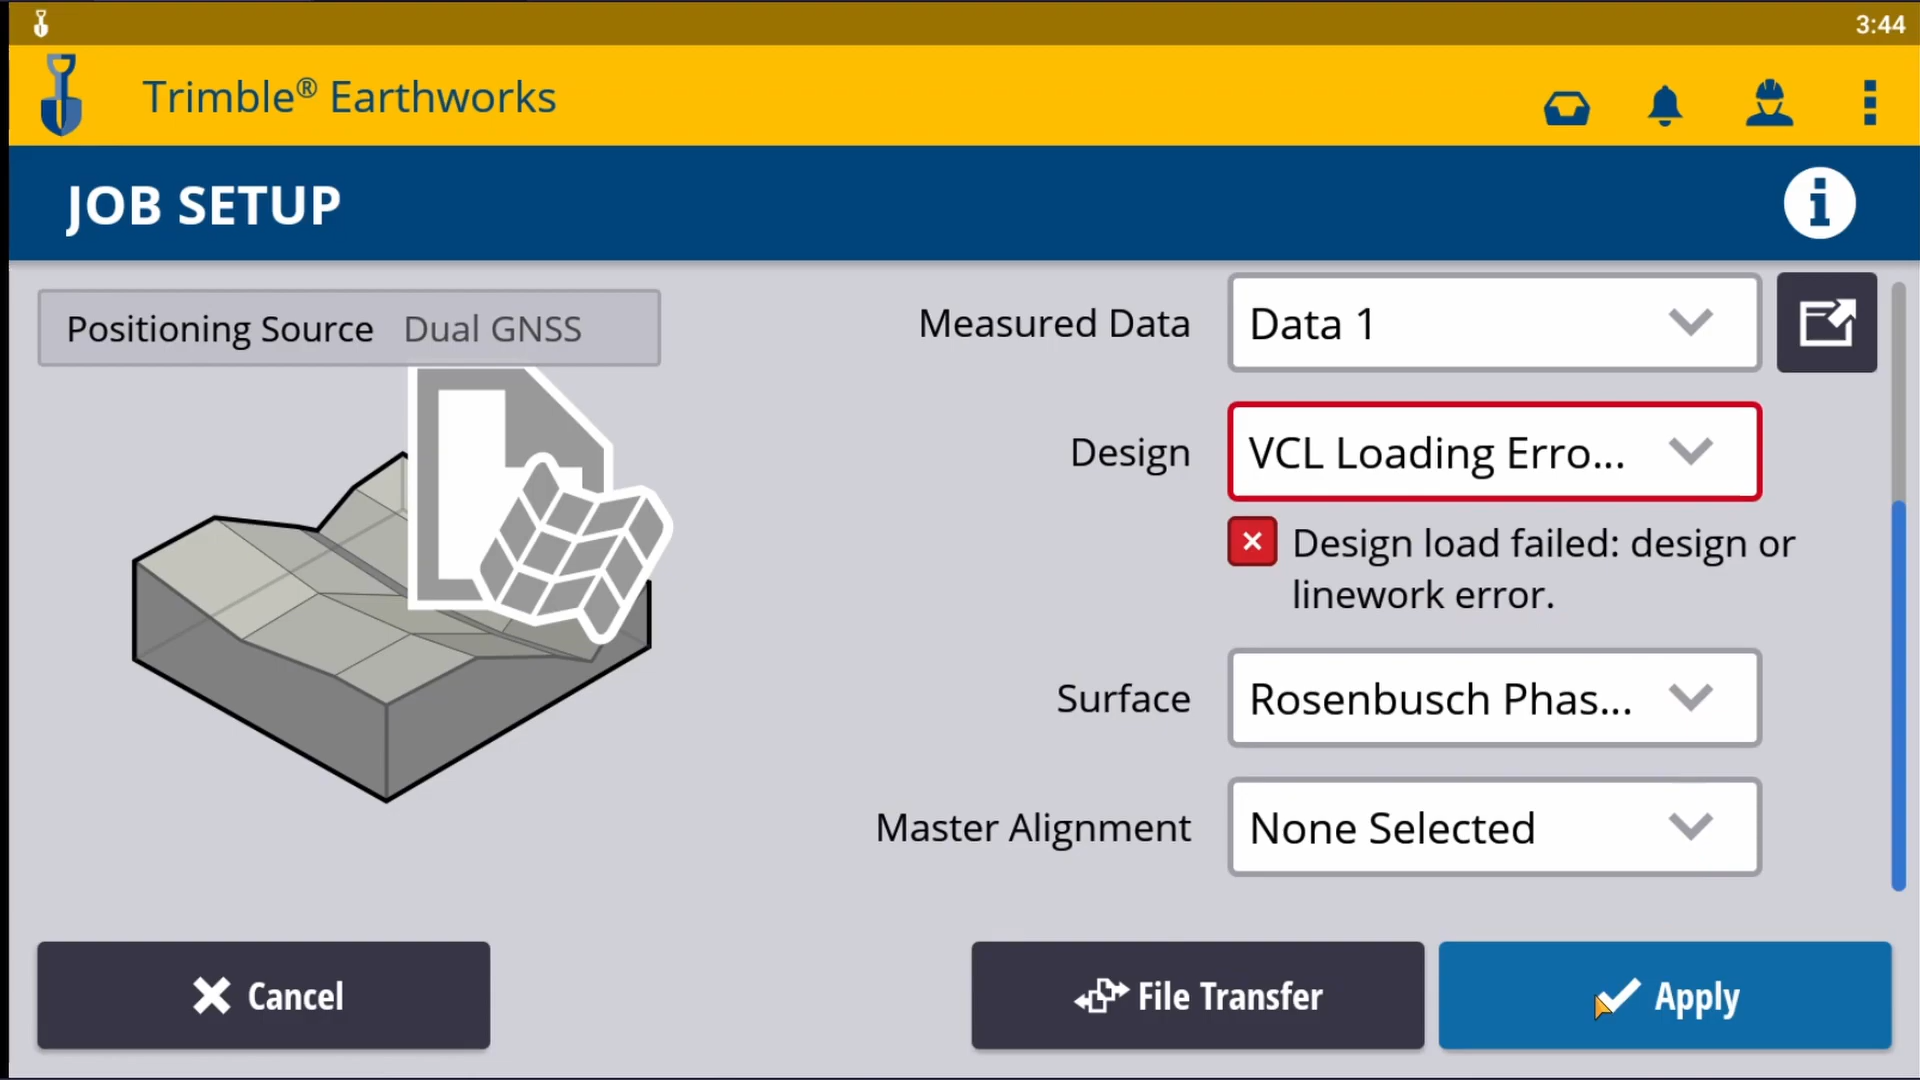 3:44
Trimble® Earthworks
JOB SETUP
Positioning Source Dual GNSS
Measured Data Data 1
Design VCL Loading Erro...
Design load failed: design or
linework error.
Surface Rosenbusch Phas...
Master Alignment None Selected
Cancel
File Transfer
Apply